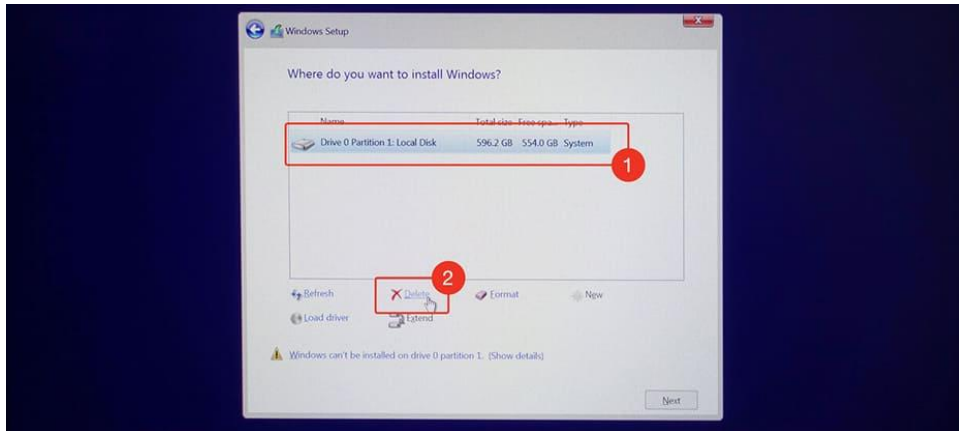 Windows Setup
Where do you want to install Windows?
Name Total size Free spa... Type
Drive 0 Partition 1: Local Disk 596.2 GB 554.0 GB System
1
2
Refresh Delete Format New
Load driver Extend
Windows can't be installed on drive 0 partition 1. (Show details)
Next